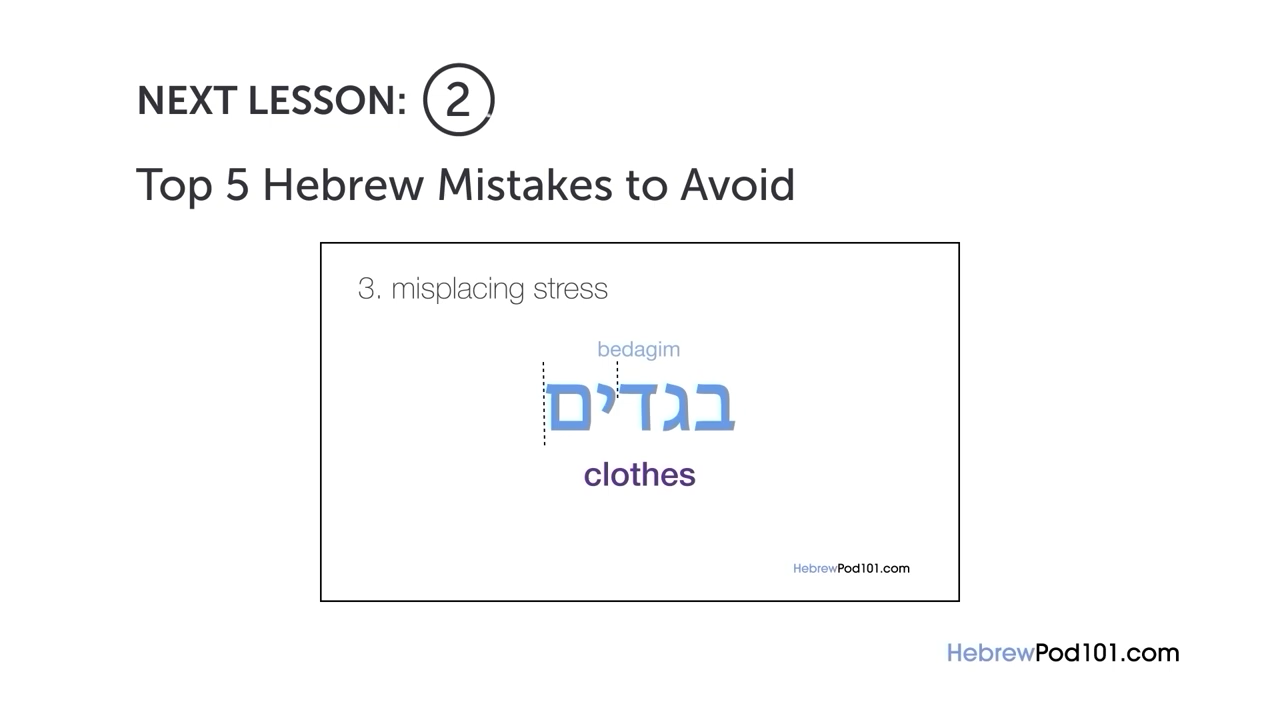 NEXT LESSON: 2
Top 5 Hebrew Mistakes to Avoid
3. misplacing stress
bedagim
בגדים
clothes
HebrewPod101.com
HebrewPod101.com